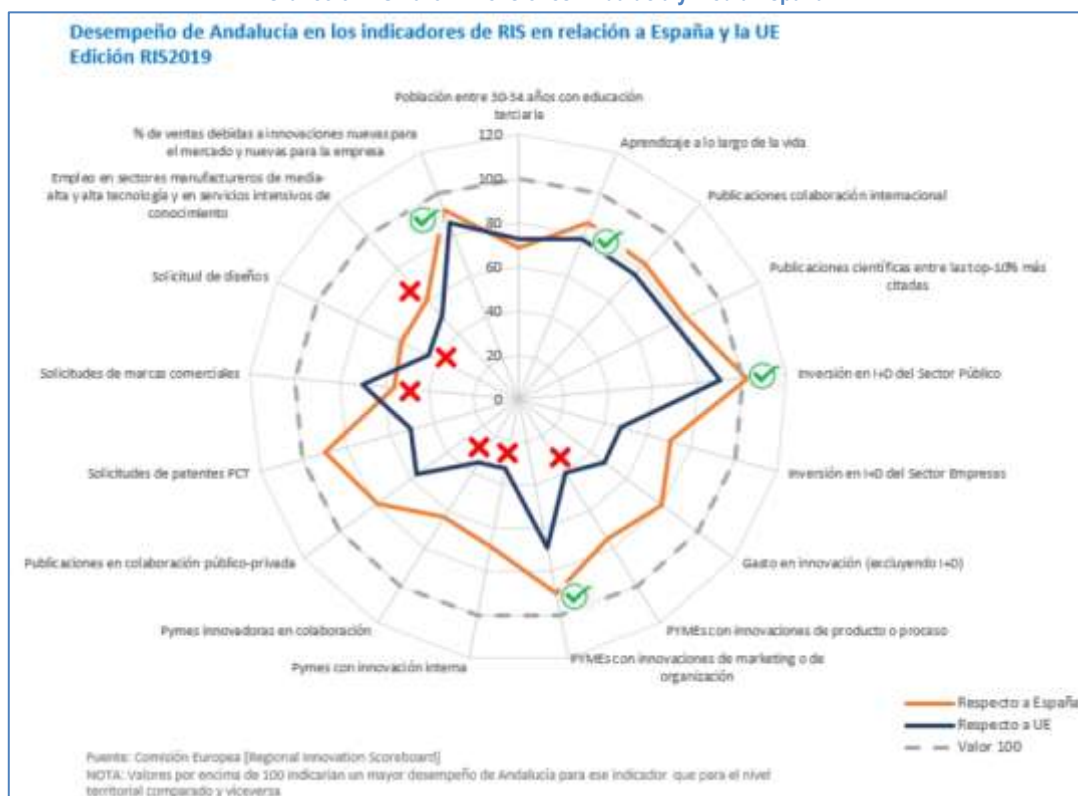 Desempeño de Andalucía en los indicadores de RIS en relación a España y la UE
Edición RIS2019
Población entre 30-34 años con educación
terciaria
% de ventas debidas a innovaciones nuevas para
el mercado y nuevas para la empresa
Aprendizaje a lo largo de la vida
Empleo en sectores manufactureros de media-
alta y alta tecnología y en servicios intensivos de
conocimiento
Publicaciones colaboración internacional
Solicitud de diseños
Publicaciones científicas entre las top-10% más
citadas
Solicitudes de marcas comerciales
Inversión en I+D del Sector Público
Solicitudes de patentes PCT
Inversión en I+D del Sector Empresas
Publicaciones en colaboración público-privada
Gasto en innovación (excluyendo I+D)
Pymes innovadoras en colaboración
PYMEs con innovaciones de producto o proceso
Pymes con innovación interna
PYMEs con innovaciones de marketing o de
organización
120
100
80
60
40
20
0
Respecto a España
Respecto a UE
Valor 100
Fuente: Comisión Europea [Regional Innovation Scoreboard]
NOTA: Valores por encima de 100 indicarían un mayor desempeño de Andalucía para ese indicador que para el nivel
territorial comparado y viceversa